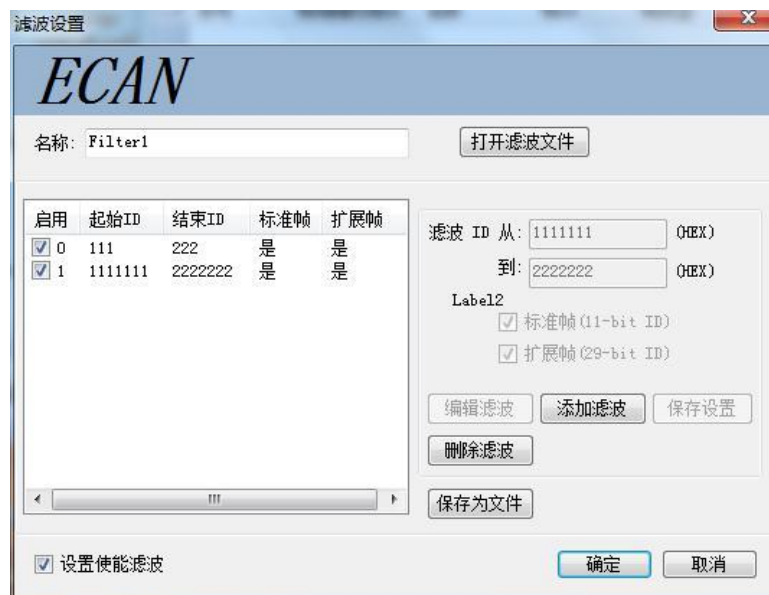 滤波设置
ECAN
名称: Filter1
打开滤波文件
启用 起始ID 结束ID 标准帧 扩展帧
0 111 222 是 是
1 1111111 2222222 是 是
滤波 ID 从: 1111111 (HEX)
到: 2222222 (HEX)
Label2
标准帧(11-bit ID)
扩展帧(29-bit ID)
编辑滤波 添加滤波 保存设置
删除滤波
保存为文件
设置使能滤波
确定 取消